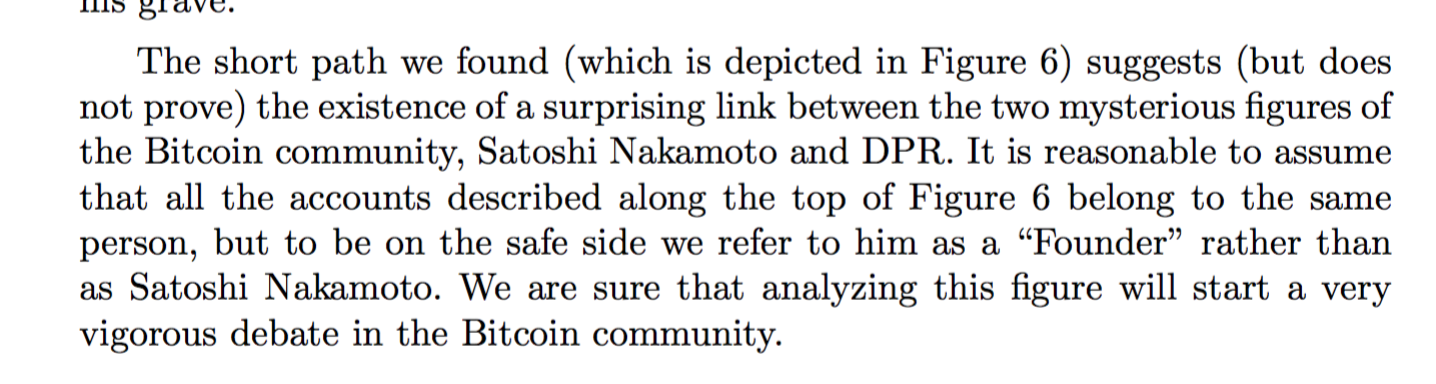 his grave.
The short path we found (which is depicted in Figure 6) suggests (but does
not prove) the existence of a surprising link between the two mysterious figures of
the Bitcoin community, Satoshi Nakamoto and DPR. It is reasonable to assume
that all the accounts described along the top of Figure 6 belong to the same
person, but to be on the safe side we refer to him as a “Founder” rather than
as Satoshi Nakamoto. We are sure that analyzing this figure will start a very
vigorous debate in the Bitcoin community.